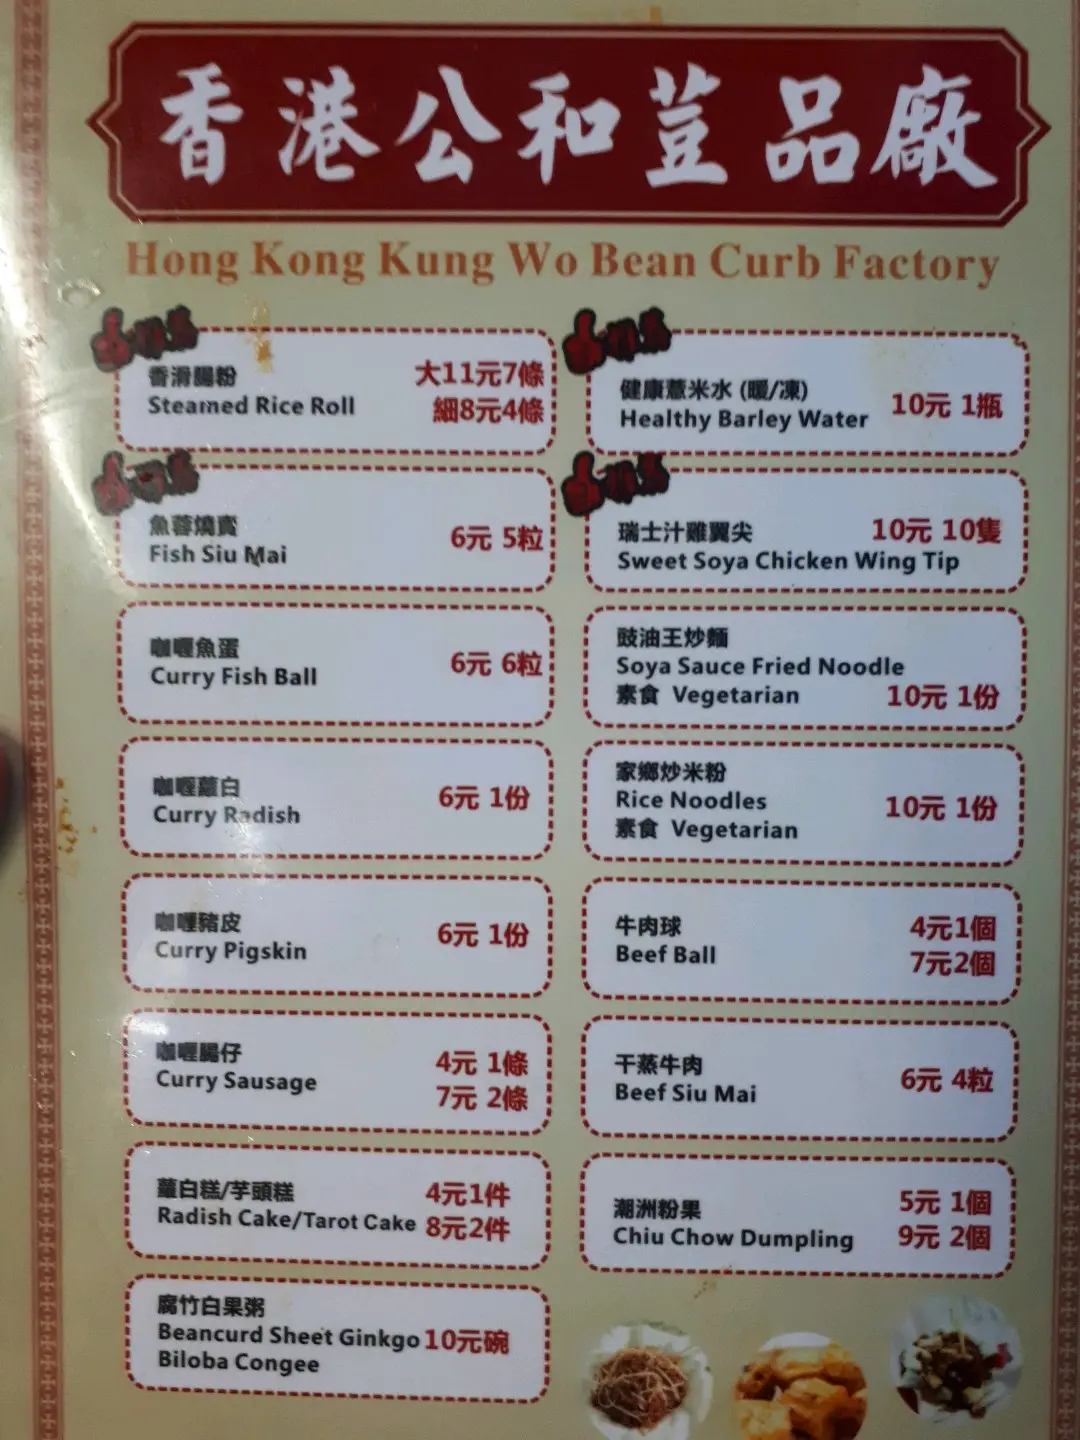 香港公和荳品廠
Hong Kong Kung Wo Bean Curb Factory
香滑腸粉
Steamed Rice Roll
大11元7條
細8元4條
魚蓉燒賣
Fish Siu Mai
6元 5粒
咖喱魚蛋
Curry Fish Ball
6元 6粒
咖喱蘿白
Curry Radish
6元 1份
咖喱豬皮
Curry Pigskin
6元 1份
咖喱腸仔
Curry Sausage
4元 1條
7元 2條
蘿白糕/芋頭糕
Radish Cake/Tarot Cake
4元1件
8元2件
腐竹白果粥
Beancurd Sheet Ginkgo
Biloba Congee
10元碗
健康薏米水 (暖/凍)
Healthy Barley Water
10元 1瓶
瑞士汁雞翼尖
10元 10隻
Sweet Soya Chicken Wing Tip
豉油王炒麵
Soya Sauce Fried Noodle
素食 Vegetarian
10元 1份
家鄉炒米粉
Rice Noodles
素食 Vegetarian
10元 1份
牛肉球
Beef Ball
4元1個
7元2個
干蒸牛肉
Beef Siu Mai
6元 4粒
潮洲粉果
Chiu Chow Dumpling
5元 1個
9元 2個